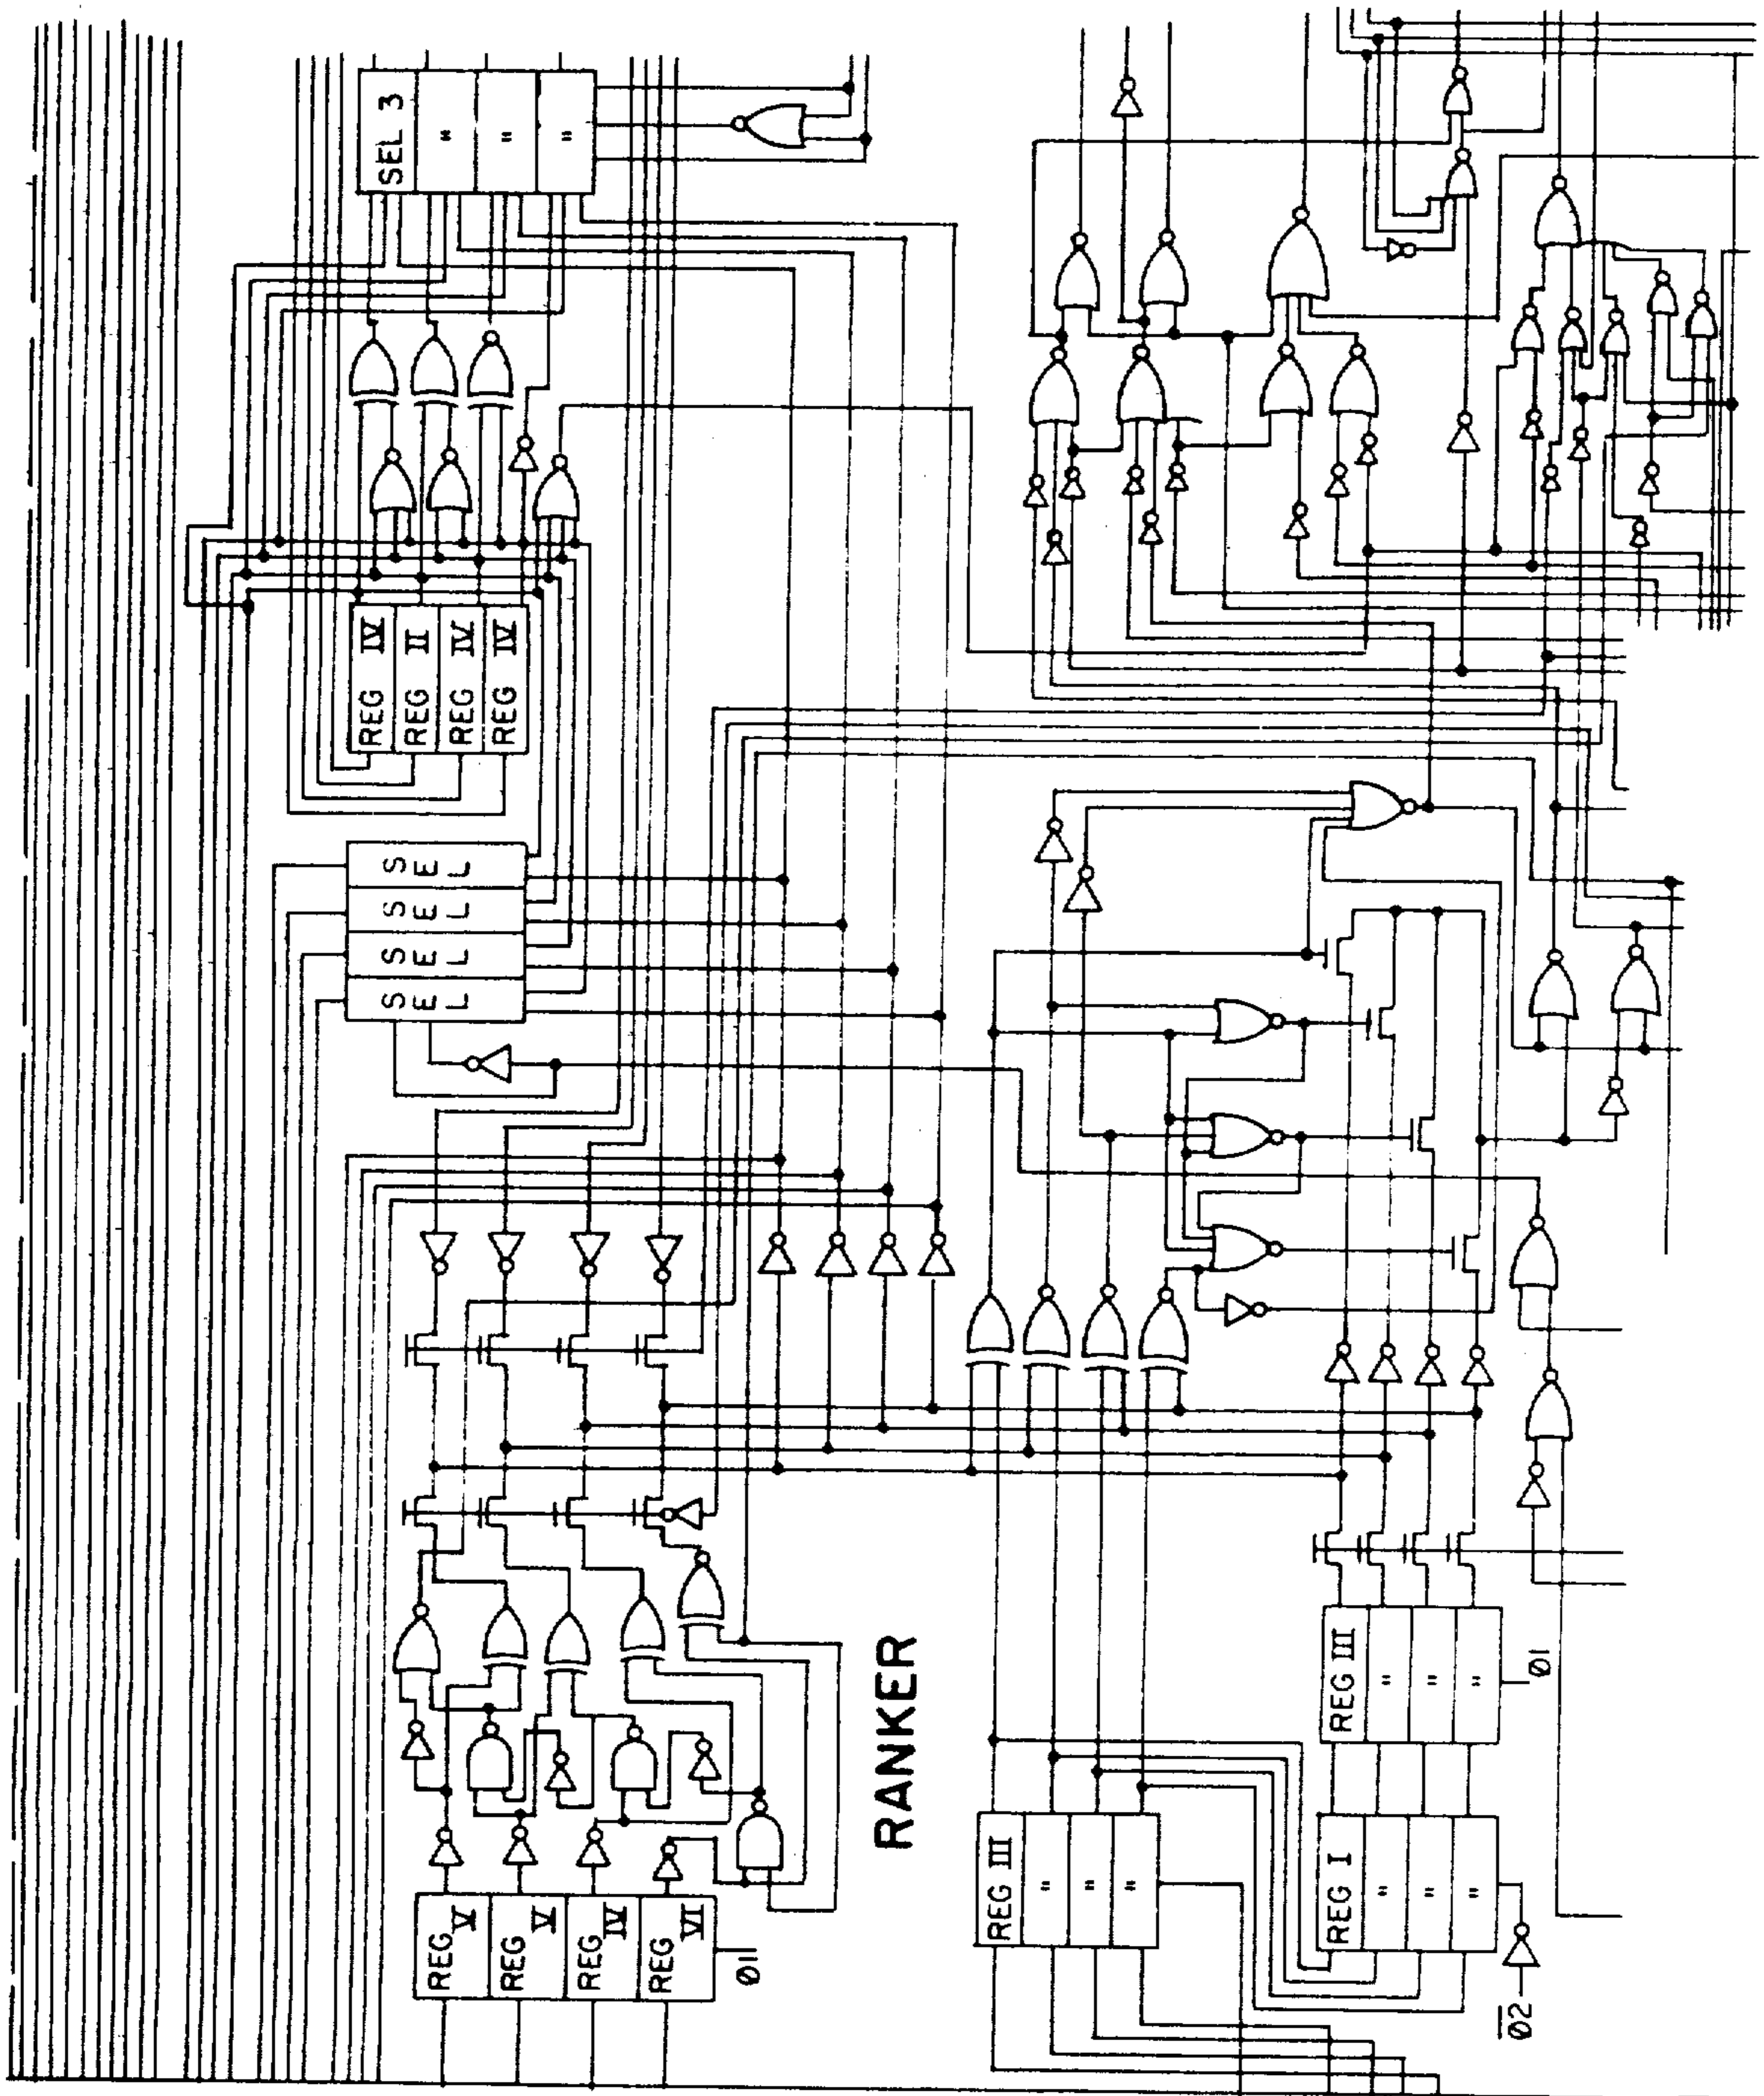 SEL 3
"
"
"
REG IV
REG II
REG IV
REG IV
SEL
SEL
SEL
SEL
REG V
REG V
REG IV
REG VI
Ø1
RANKER
REG III
"
"
"
REG III
"
"
"
Ø1
REG I
"
"
"
Ø2